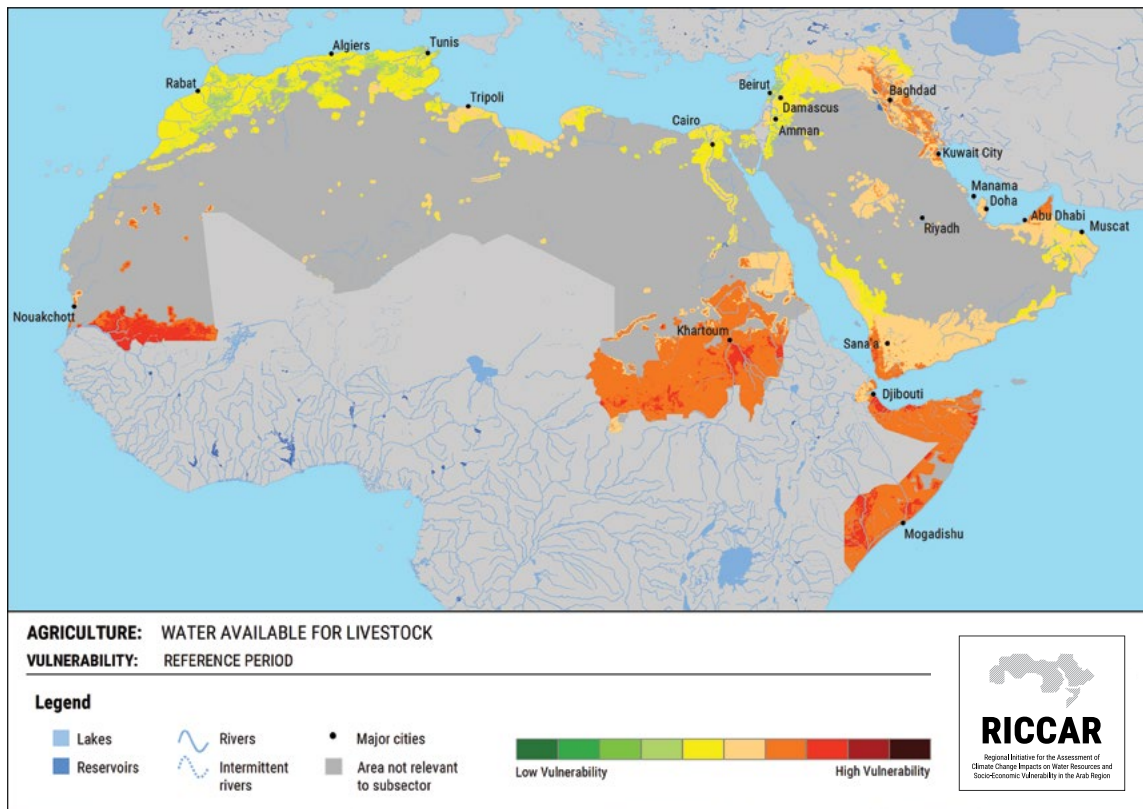 Algiers
Tunis
Rabat
Tripoli
Beirut
Damascus
Baghdad
Cairo
Amman
Kuwait City
Manama
Doha
Riyadh
Abu Dhabi
Muscat
Nouakchott
Khartoum
Sana'a
Djibouti
Mogadishu
AGRICULTURE: WATER AVAILABLE FOR LIVESTOCK
VULNERABILITY: REFERENCE PERIOD
Legend
Lakes
Reservoirs
Rivers
Intermittent
rivers
Major cities
Area not relevant
to subsector
Low Vulnerability
High Vulnerability
RICCAR
Regional Initiative for the Assessment of
Climate Change Impacts on Water Resources and
Socio-Economic Vulnerability in the Arab Region